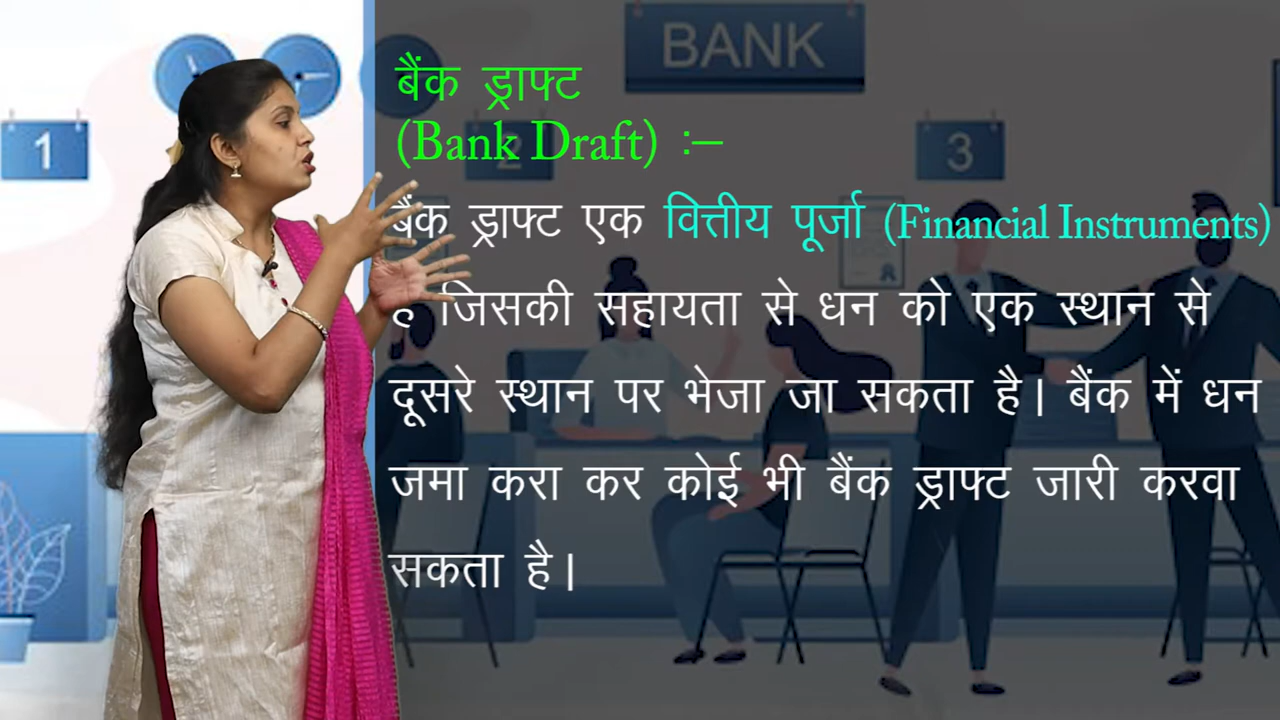 BANK
1
2
3
बैंक ड्राफ्ट
(Bank Draft) :–
बैंक ड्राफ्ट एक वित्तीय पूर्जा (Financial Instruments)
है जिसकी सहायता से धन को एक स्थान से
दूसरे स्थान पर भेजा जा सकता है। बैंक में धन
जमा करा कर कोई भी बैंक ड्राफ्ट जारी करवा
सकता है।